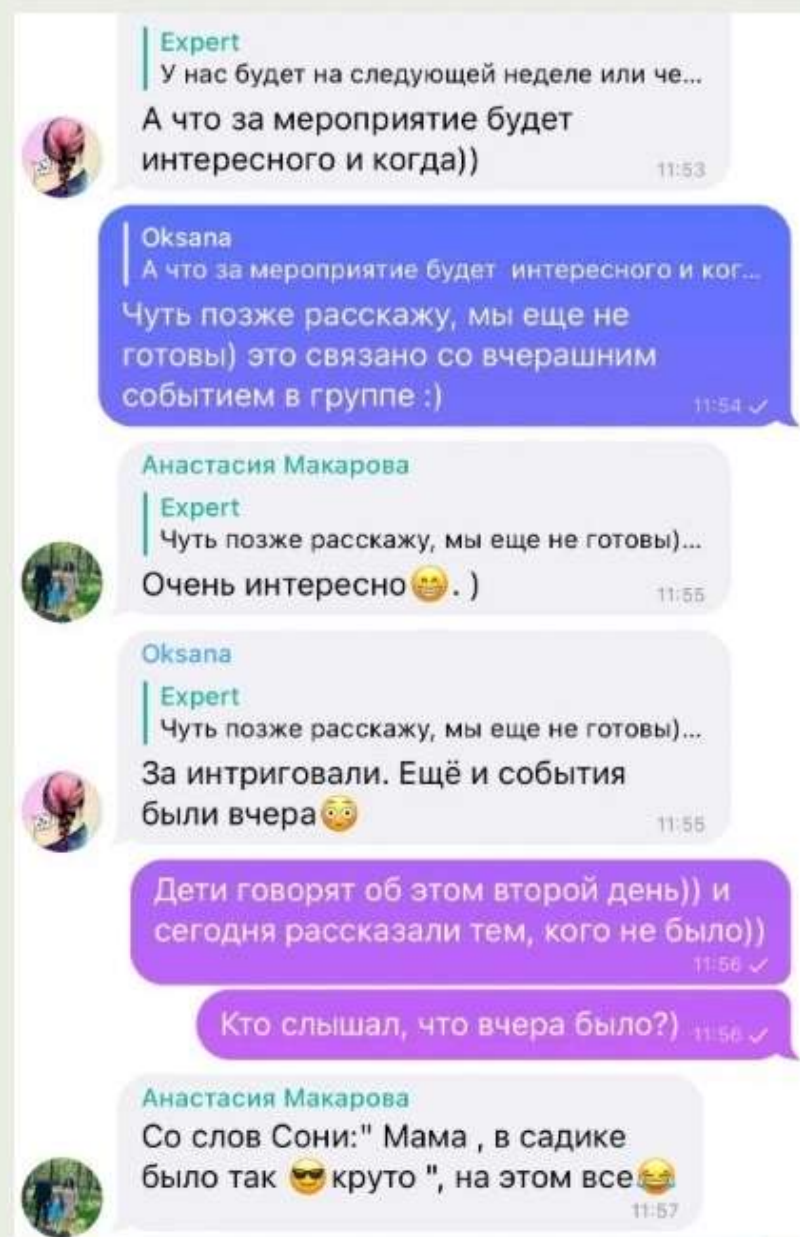 Expert
У нас будет на следующей неделе или че...
А что за мероприятие будет
интересного и когда))
11:53
Oksana
А что за мероприятие будет интересного и ког...
Чуть позже расскажу, мы еще не
готовы) это связано со вчерашним
событием в группе :)
11:54
Анастасия Макарова
Expert
Чуть позже расскажу, мы еще не готовы)...
Очень интересно😁. )
11:55
Oksana
Expert
Чуть позже расскажу, мы еще не готовы)...
За интриговали. Ещё и события
были вчера😳
11:55
Дети говорят об этом второй день)) и
сегодня рассказали тем, кого не было))
11:56
Кто слышал, что вчера было?) 11:56
Анастасия Макарова
Со слов Сони:" Мама , в садике
было так 😎круто ", на этом все😂
11:57